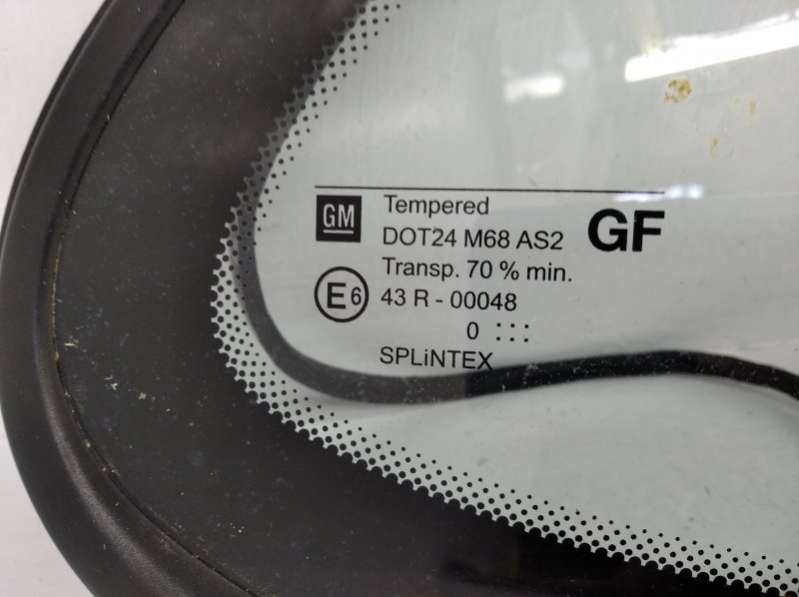 GM Tempered
DOT24 M68 AS2 GF
Transp. 70 % min.
E6 43 R - 00048
0 :::
SPLiNTEX